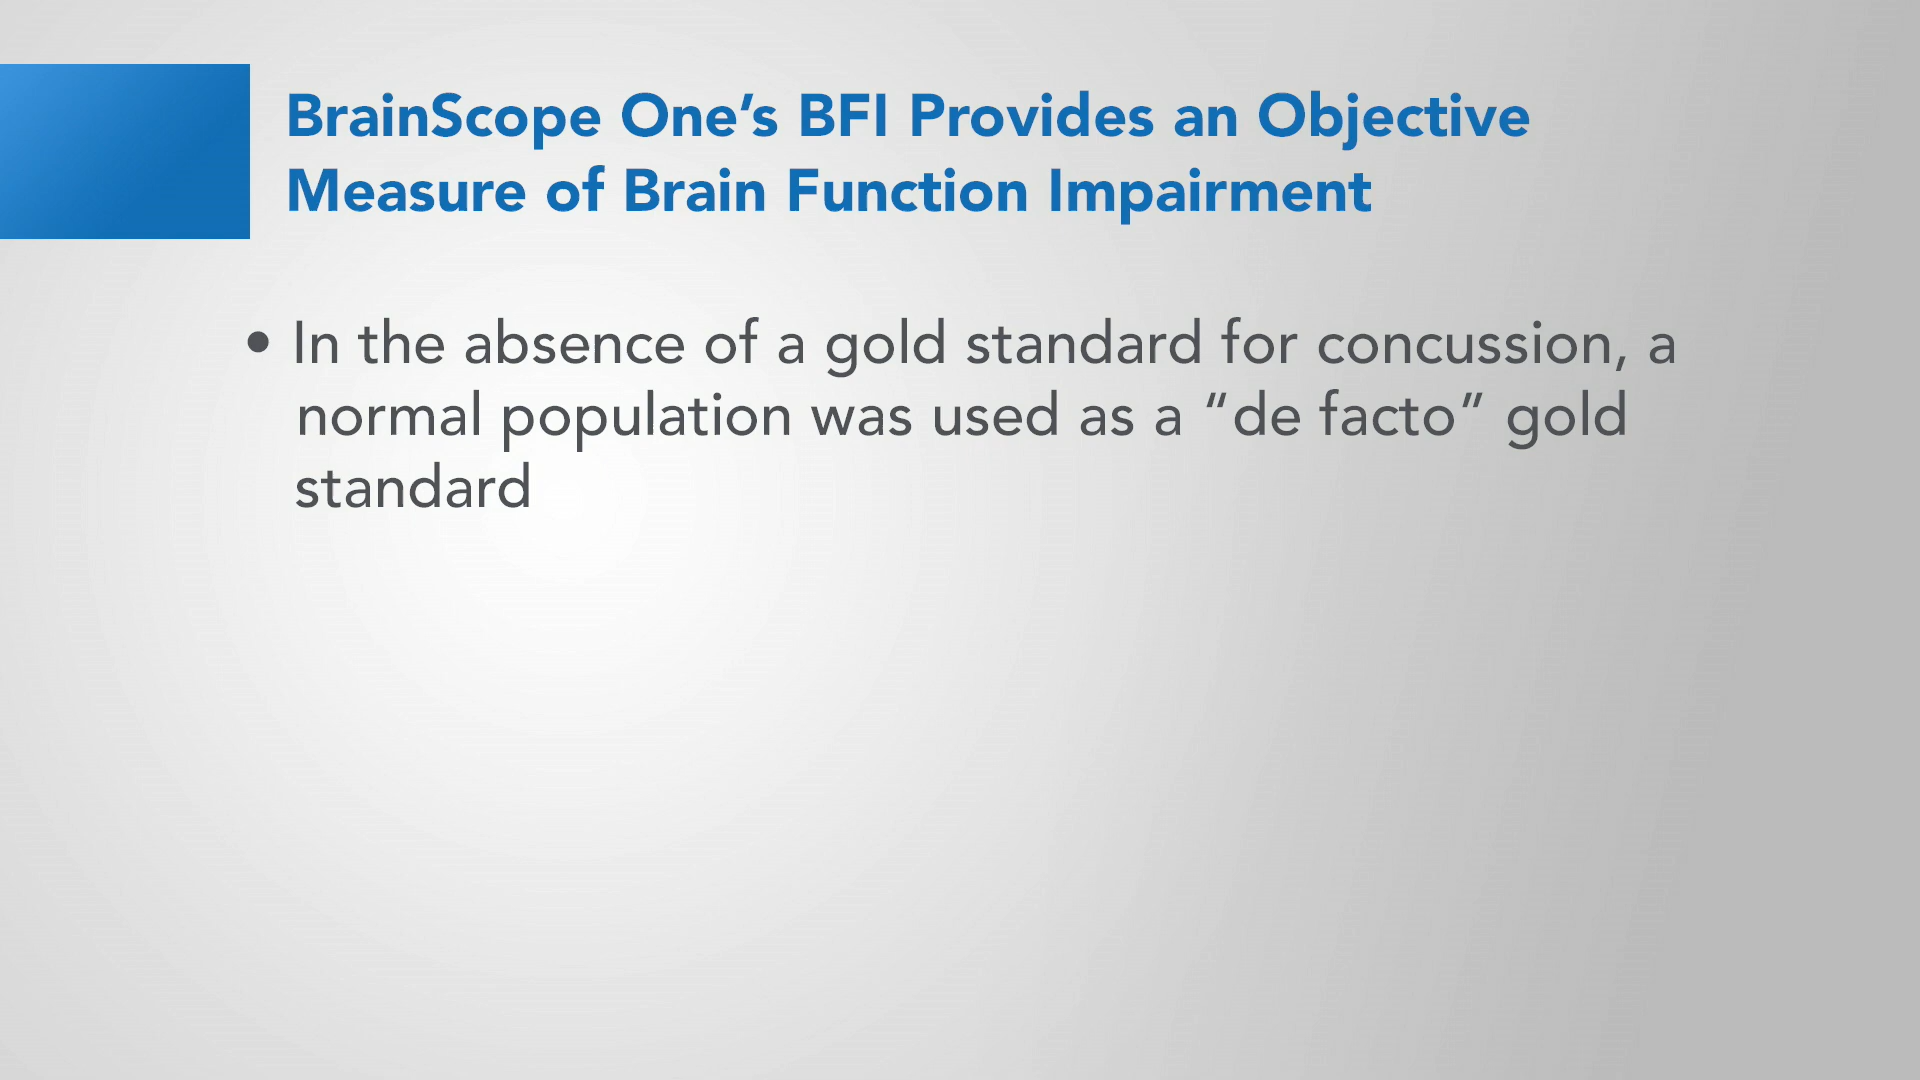 BrainScope One’s BFI Provides an Objective
Measure of Brain Function Impairment
• In the absence of a gold standard for concussion, a
normal population was used as a “de facto” gold
standard